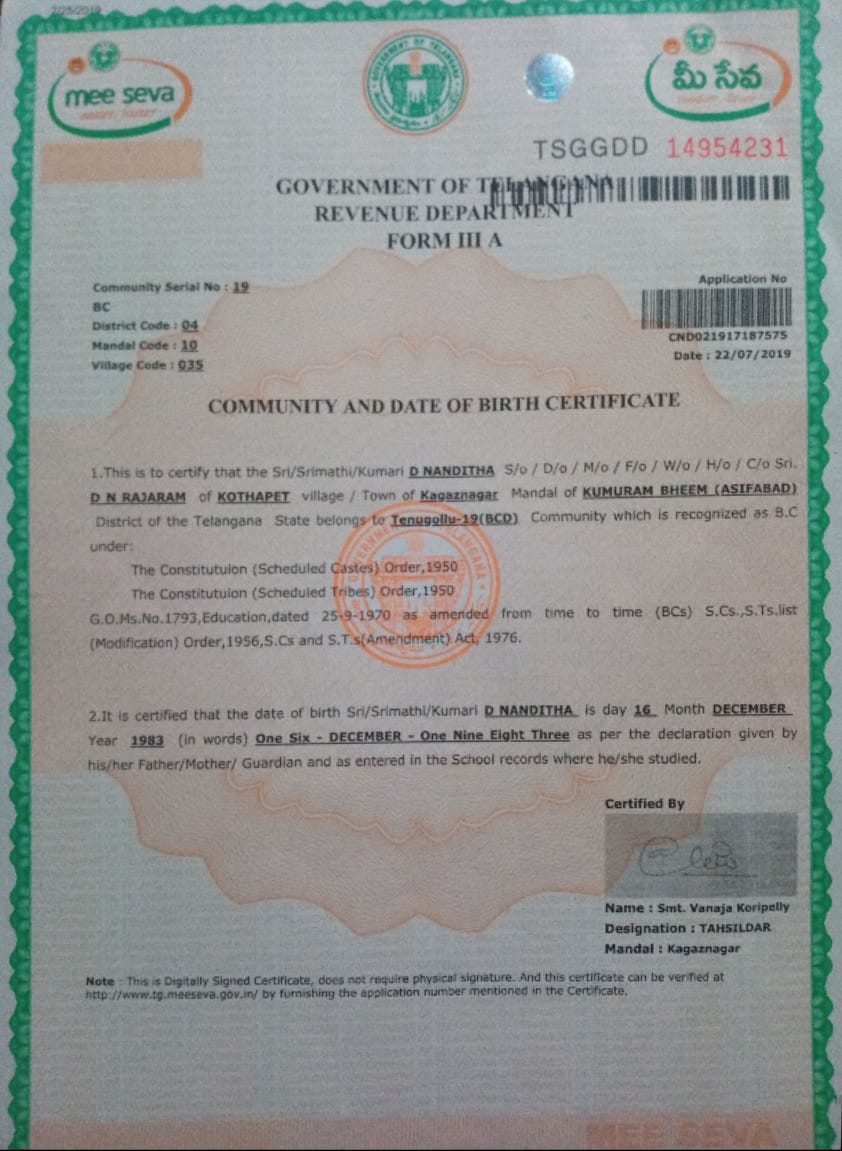 7/25/2019
mee seva
మీ సేవ
TSGGDD 14954231
GOVERNMENT OF TELANGANA
REVENUE DEPARTMENT
FORM III A
Community Serial No : 19
BC
District Code : 04
Mandal Code : 10
Village Code : 035
Application No
CND021917187575
Date : 22/07/2019
COMMUNITY AND DATE OF BIRTH CERTIFICATE
1.This is to certify that the Sri/Srimathi/Kumari D NANDITHA S/o / D/o / M/o / F/o / W/o / H/o / C/o Sri.
D N RAJARAM of KOTHAPET village / Town of Kagaznagar Mandal of KUMURAM BHEEM (ASIFABAD)
District of the Telangana State belongs to Tenugollu-19(BCD) Community which is recognized as B.C
under:
The Constitutuion (Scheduled Castes) Order,1950
The Constitutuion (Scheduled Tribes) Order,1950
G.O.Ms.No.1793,Education,dated 25-9-1970 as amended from time to time (BCs) S.Cs.,S.Ts.list
(Modification) Order,1956,S.Cs and S.T.s(Amendment) Act, 1976.
2.It is certified that the date of birth Sri/Srimathi/Kumari D NANDITHA is day 16 Month DECEMBER
Year 1983 (in words) One Six - DECEMBER - One Nine Eight Three as per the declaration given by
his/her Father/Mother/ Guardian and as entered in the School records where he/she studied.
Certified By
Name : Smt. Vanaja Koripelly
Designation : TAHSILDAR
Mandal : Kagaznagar
Note : This is Digitally Signed Certificate, does not require physical signature. And this certificate can be verified at
http://www.tg.meeseva.gov.in/ by furnishing the application number mentioned in the Certificate.
MEE SEVA